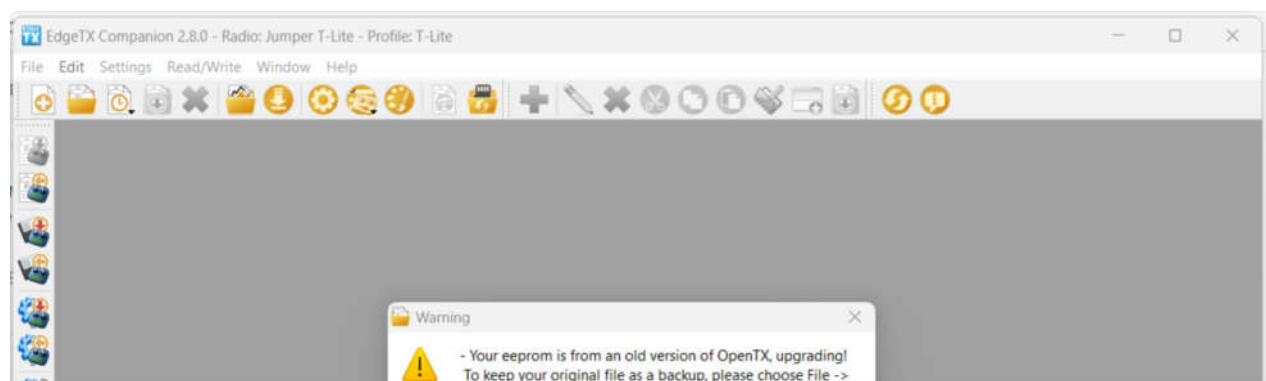 EdgeTX Companion 2.8.0 - Radio: Jumper T-Lite - Profile: T-Lite
File Edit Settings Read/Write Window Help
Warning
- Your eeprom is from an old version of OpenTX, upgrading!
To keep your original file as a backup, please choose File ->